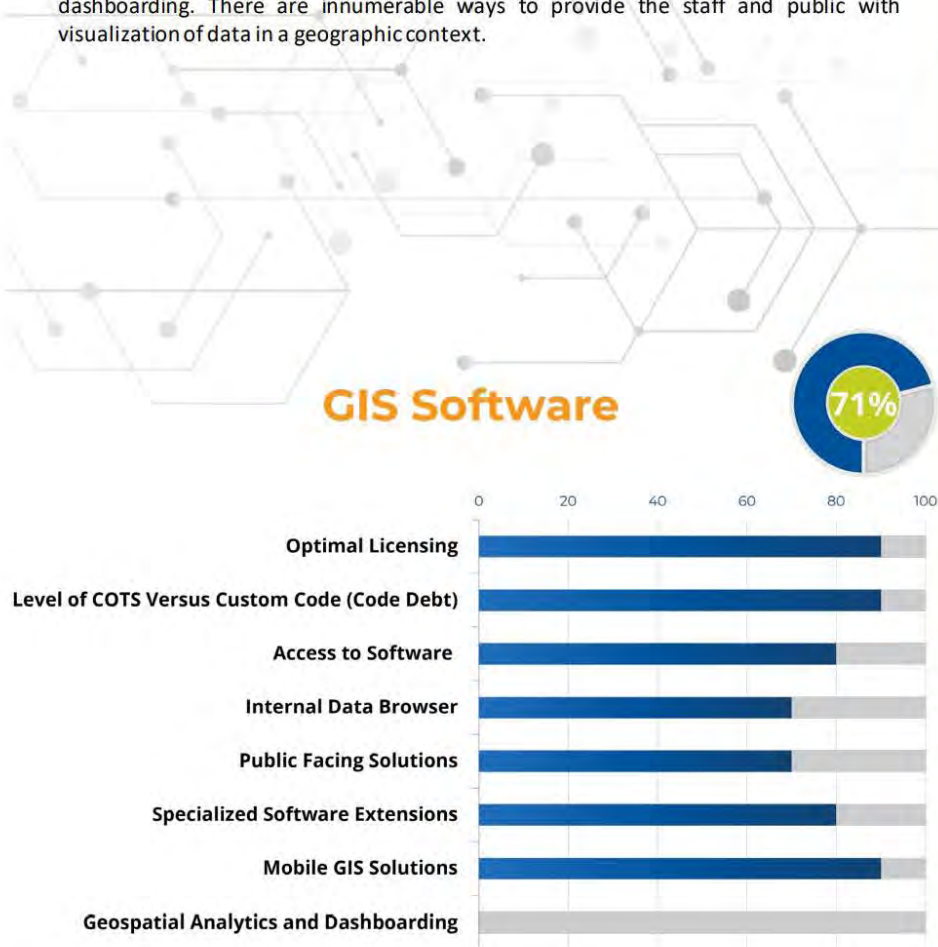 dashboarding. There are innumerable ways to provide the staff and public with
visualization of data in a geographic context.
GIS Software
71%
0 20 40 60 80 100
Optimal Licensing
Level of COTS Versus Custom Code (Code Debt)
Access to Software
Internal Data Browser
Public Facing Solutions
Specialized Software Extensions
Mobile GIS Solutions
Geospatial Analytics and Dashboarding